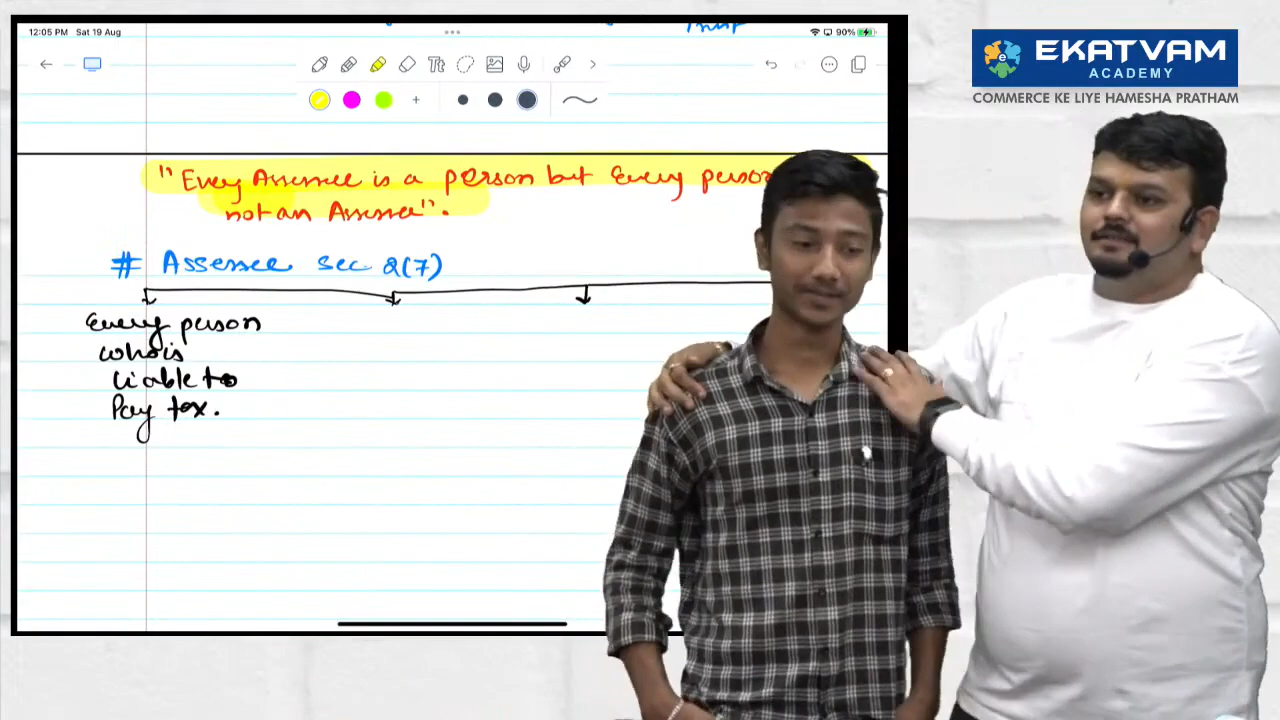 12:05 PM Sat 19 Aug
90%
Tt
EKATVAM
ACADEMY
COMMERCE KE LIYE HAMESHA PRATHAM
"Every Assessee is a person but Every person
not an Assessee".
# Assessee sec 2(7)
Every person
who is
liable to
Pay tax.